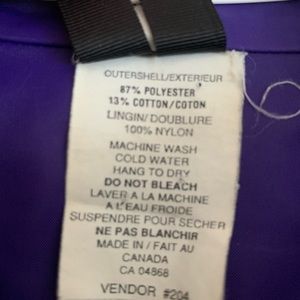 OUTERSHELL/EXTERIEUR
87% POLYESTER
13% COTTON/COTON
LINGIN/ DOUBLURE
100% NYLON
MACHINE WASH
COLD WATER
HANG TO DRY
DO NOT BLEACH
LAVER A LA MACHINE
A L'EAU FROIDE
SUSPENDRE POUR SECHER
NE PAS BLANCHIR
MADE IN / FAIT AU
CANADA
CA 04868
VENDOR #204